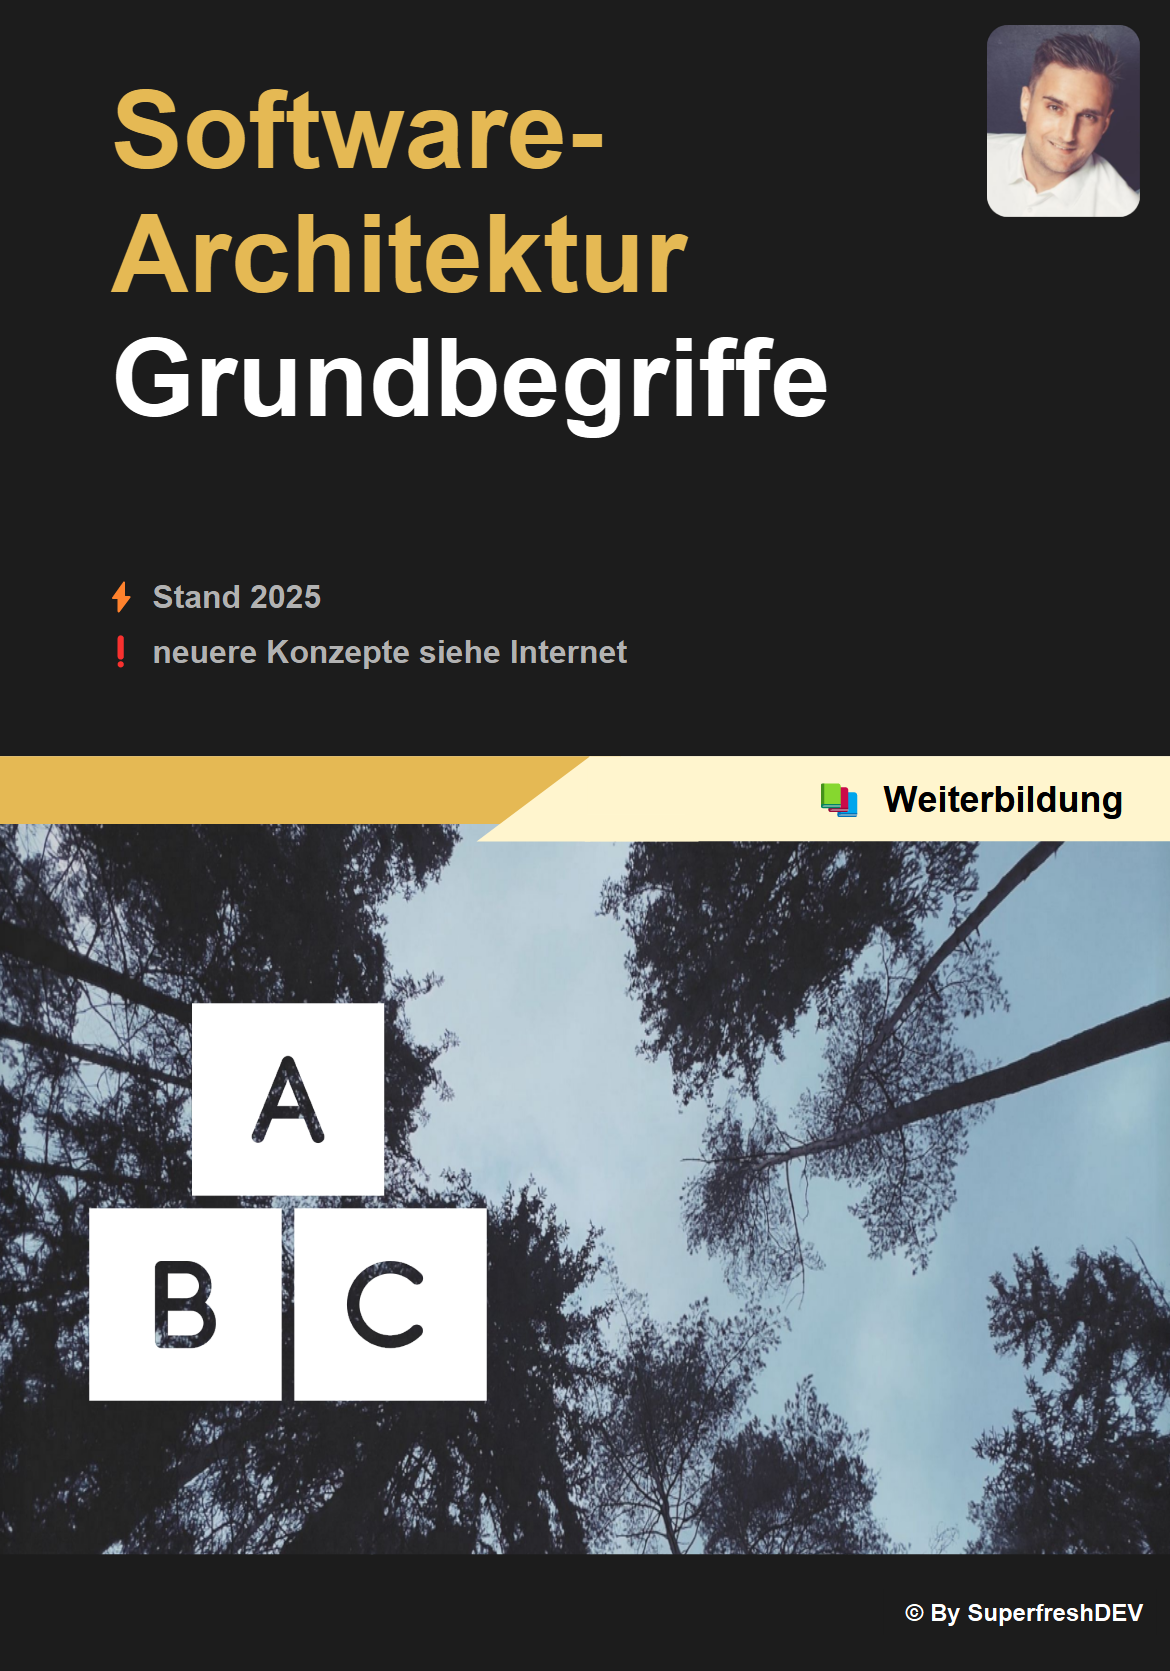 Software-
Architektur
Grundbegriffe
⚡ Stand 2025
❗ neuere Konzepte siehe Internet
📚 Weiterbildung
A
B C
© By SuperfreshDEV